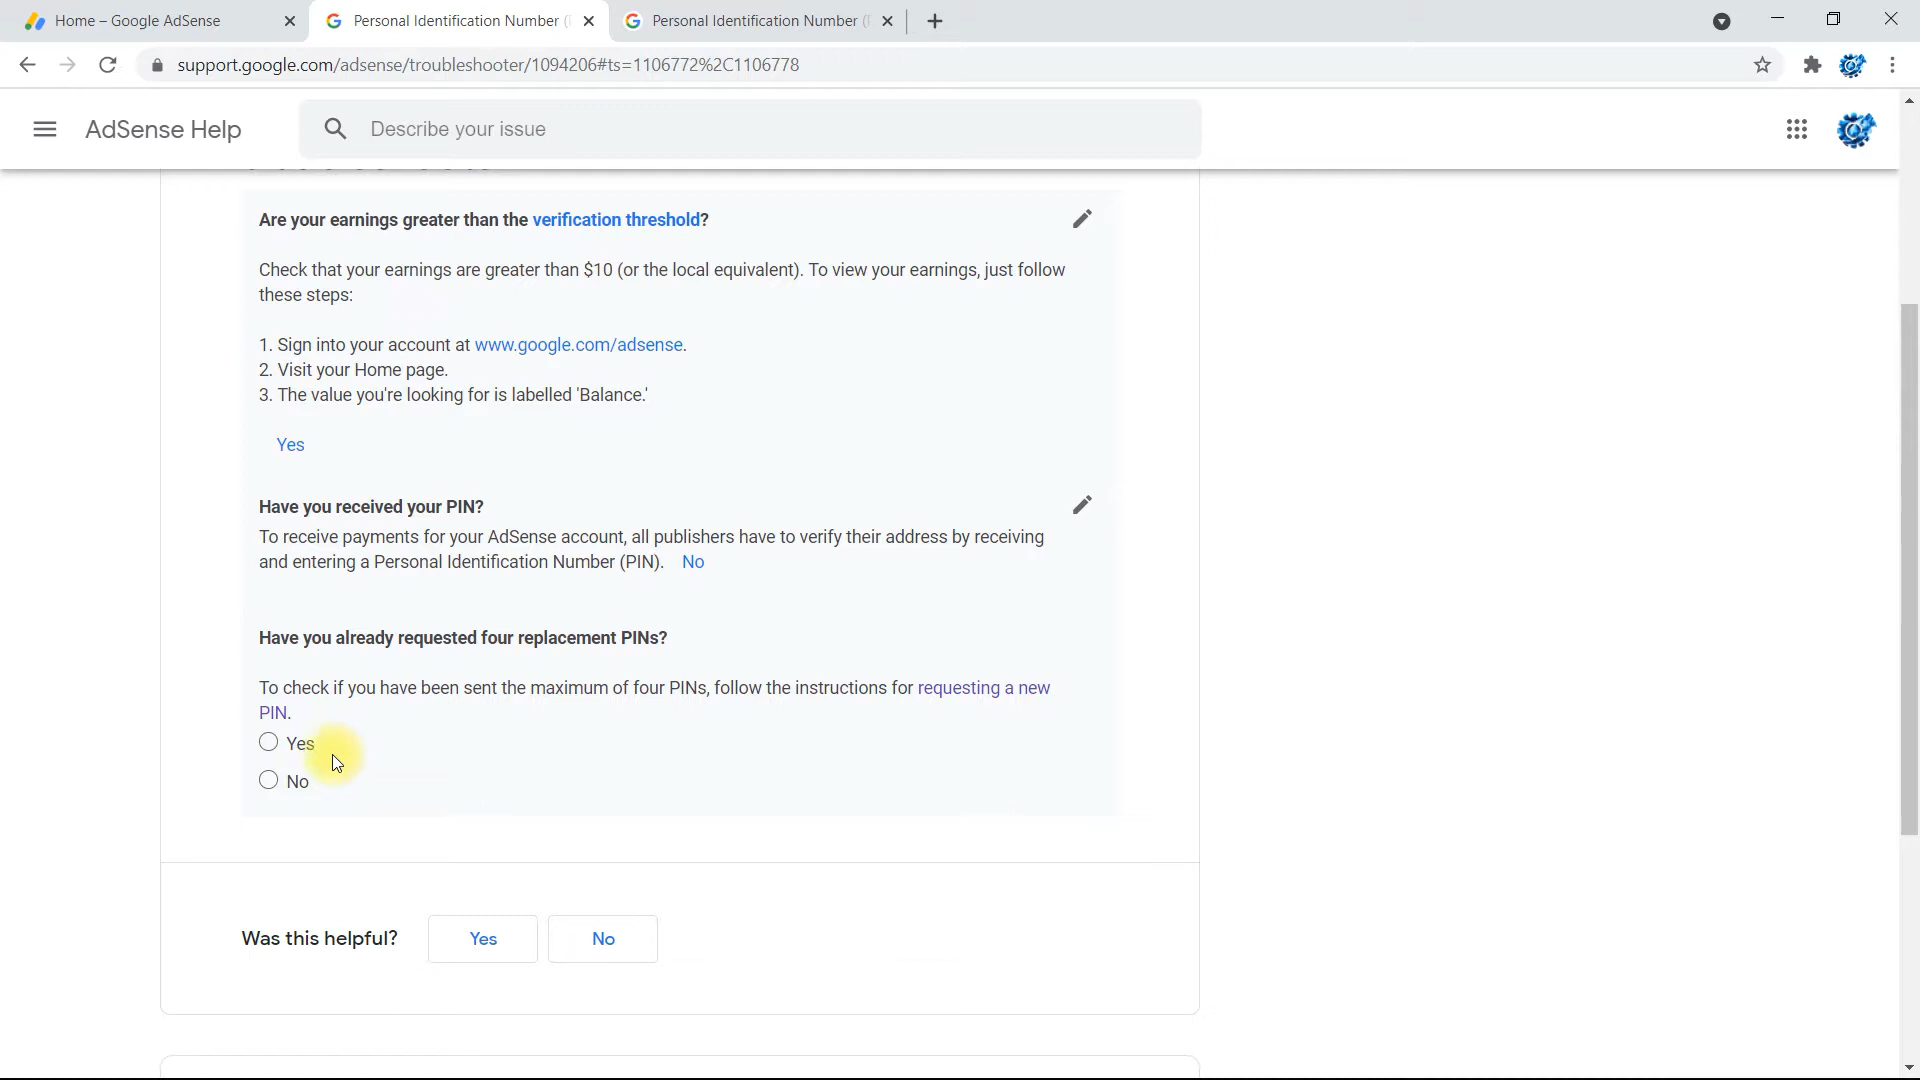 Home – Google AdSense
Personal Identification Number (
Personal Identification Number (
support.google.com/adsense/troubleshooter/1094206#ts=1106772%2C1106778
AdSense Help
Describe your issue
Are your earnings greater than the verification threshold?
Check that your earnings are greater than $10 (or the local equivalent). To view your earnings, just follow
these steps:
1. Sign into your account at www.google.com/adsense.
2. Visit your Home page.
3. The value you're looking for is labelled 'Balance.'
Yes
Have you received your PIN?
To receive payments for your AdSense account, all publishers have to verify their address by receiving
and entering a Personal Identification Number (PIN). No
Have you already requested four replacement PINs?
To check if you have been sent the maximum of four PINs, follow the instructions for requesting a new
PIN.
Yes
No
Was this helpful? Yes No